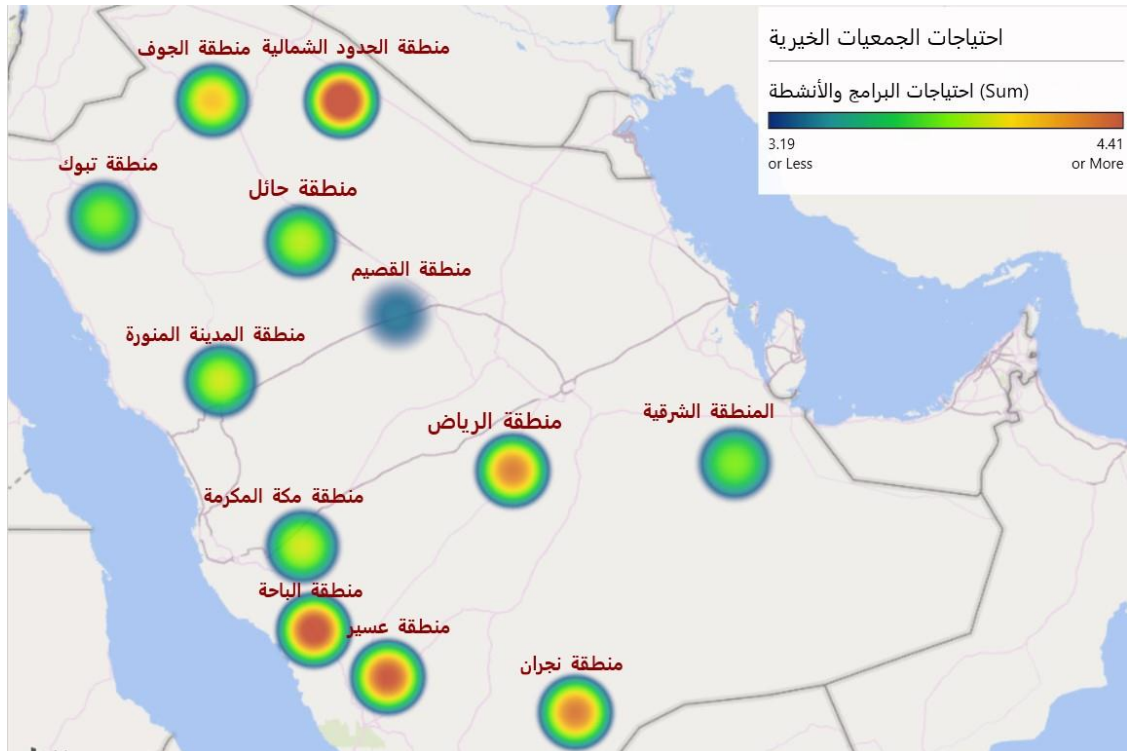 احتياجات الجمعيات الخيرية
احتياجات البرامج والأنشطة (Sum)
3.19
or Less
4.41
or More
منطقة الحدود الشمالية
منطقة الجوف
منطقة تبوك
منطقة حائل
منطقة القصيم
منطقة المدينة المنورة
منطقة الرياض
المنطقة الشرقية
منطقة مكة المكرمة
منطقة الباحة
منطقة عسير
منطقة نجران